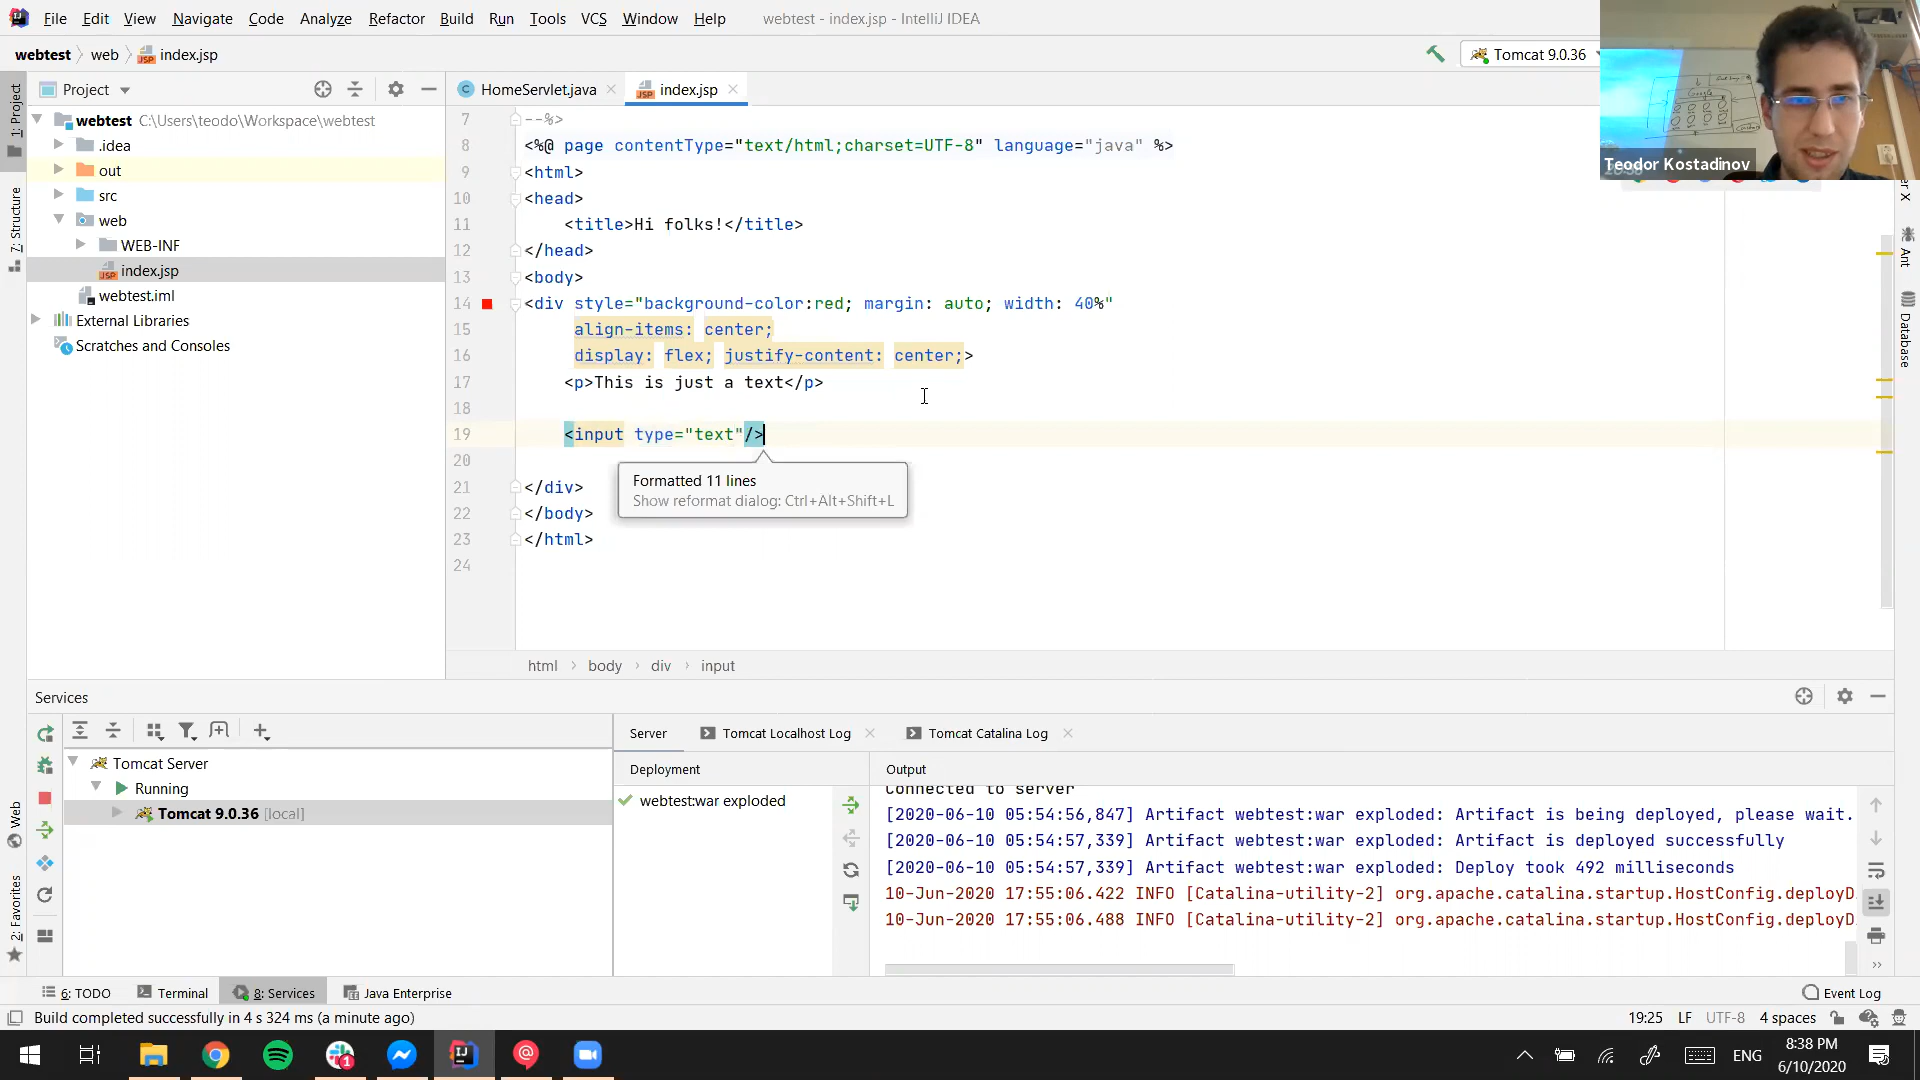 File Edit View Navigate Code Analyze Refactor Build Run Tools VCS Window Help webtest - index.jsp - IntelliJ IDEA
webtest web index.jsp
Tomcat 9.0.36
Teodor Kostadinov
Project
HomeServlet.java index.jsp
1: Project
7: Structure
2: Favorites
Web
Ant
Database
webtest C:\Users\teodo\Workspace\webtest
.idea
out
src
web
WEB-INF
index.jsp
webtest.iml
External Libraries
Scratches and Consoles
7 --%>
8 <%@ page contentType="text/html;charset=UTF-8" language="java" %>
9 <html>
10 <head>
11 <title>Hi folks!</title>
12 </head>
13 <body>
14 <div style="background-color:red; margin: auto; width: 40%"
15 align-items: center;
16 display: flex; justify-content: center;>
17 <p>This is just a text</p>
18
19 <input type="text"/>
20
21 </div>
22 </body>
23 </html>
24
Formatted 11 lines
Show reformat dialog: Ctrl+Alt+Shift+L
html body div input
Services
Tomcat Server
Running
Tomcat 9.0.36 [local]
Server Tomcat Localhost Log Tomcat Catalina Log
Deployment
webtest:war exploded
Output
Connected to server
[2020-06-10 05:54:56,847] Artifact webtest:war exploded: Artifact is being deployed, please wait.
[2020-06-10 05:54:57,339] Artifact webtest:war exploded: Artifact is deployed successfully
[2020-06-10 05:54:57,339] Artifact webtest:war exploded: Deploy took 492 milliseconds
10-Jun-2020 17:55:06.422 INFO [Catalina-utility-2] org.apache.catalina.startup.HostConfig.deployD
10-Jun-2020 17:55:06.488 INFO [Catalina-utility-2] org.apache.catalina.startup.HostConfig.deployD
6: TODO Terminal 8: Services Java Enterprise Event Log
Build completed successfully in 4 s 324 ms (a minute ago) 19:25 LF UTF-8 4 spaces
ENG
8:38 PM
6/10/2020